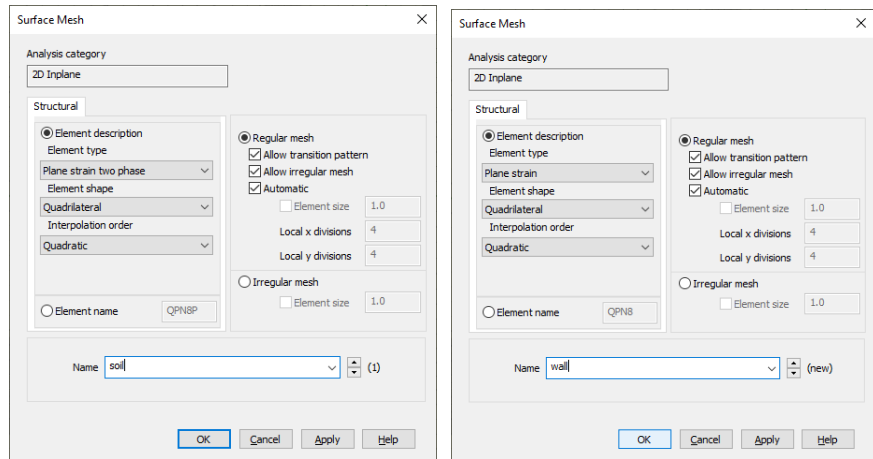 Surface Mesh
Analysis category
2D Inplane
Structural
Element description
Element type
Plane strain two phase
Element shape
Quadrilateral
Interpolation order
Quadratic
Element name QPN8P
Regular mesh
Allow transition pattern
Allow irregular mesh
Automatic
Element size 1.0
Local x divisions 4
Local y divisions 4
Irregular mesh
Element size 1.0
Name soil (1)
OK Cancel Apply Help
Surface Mesh
Analysis category
2D Inplane
Structural
Element description
Element type
Plane strain
Element shape
Quadrilateral
Interpolation order
Quadratic
Element name QPN8
Regular mesh
Allow transition pattern
Allow irregular mesh
Automatic
Element size 1.0
Local x divisions 4
Local y divisions 4
Irregular mesh
Element size 1.0
Name wall (new)
OK Cancel Apply Help